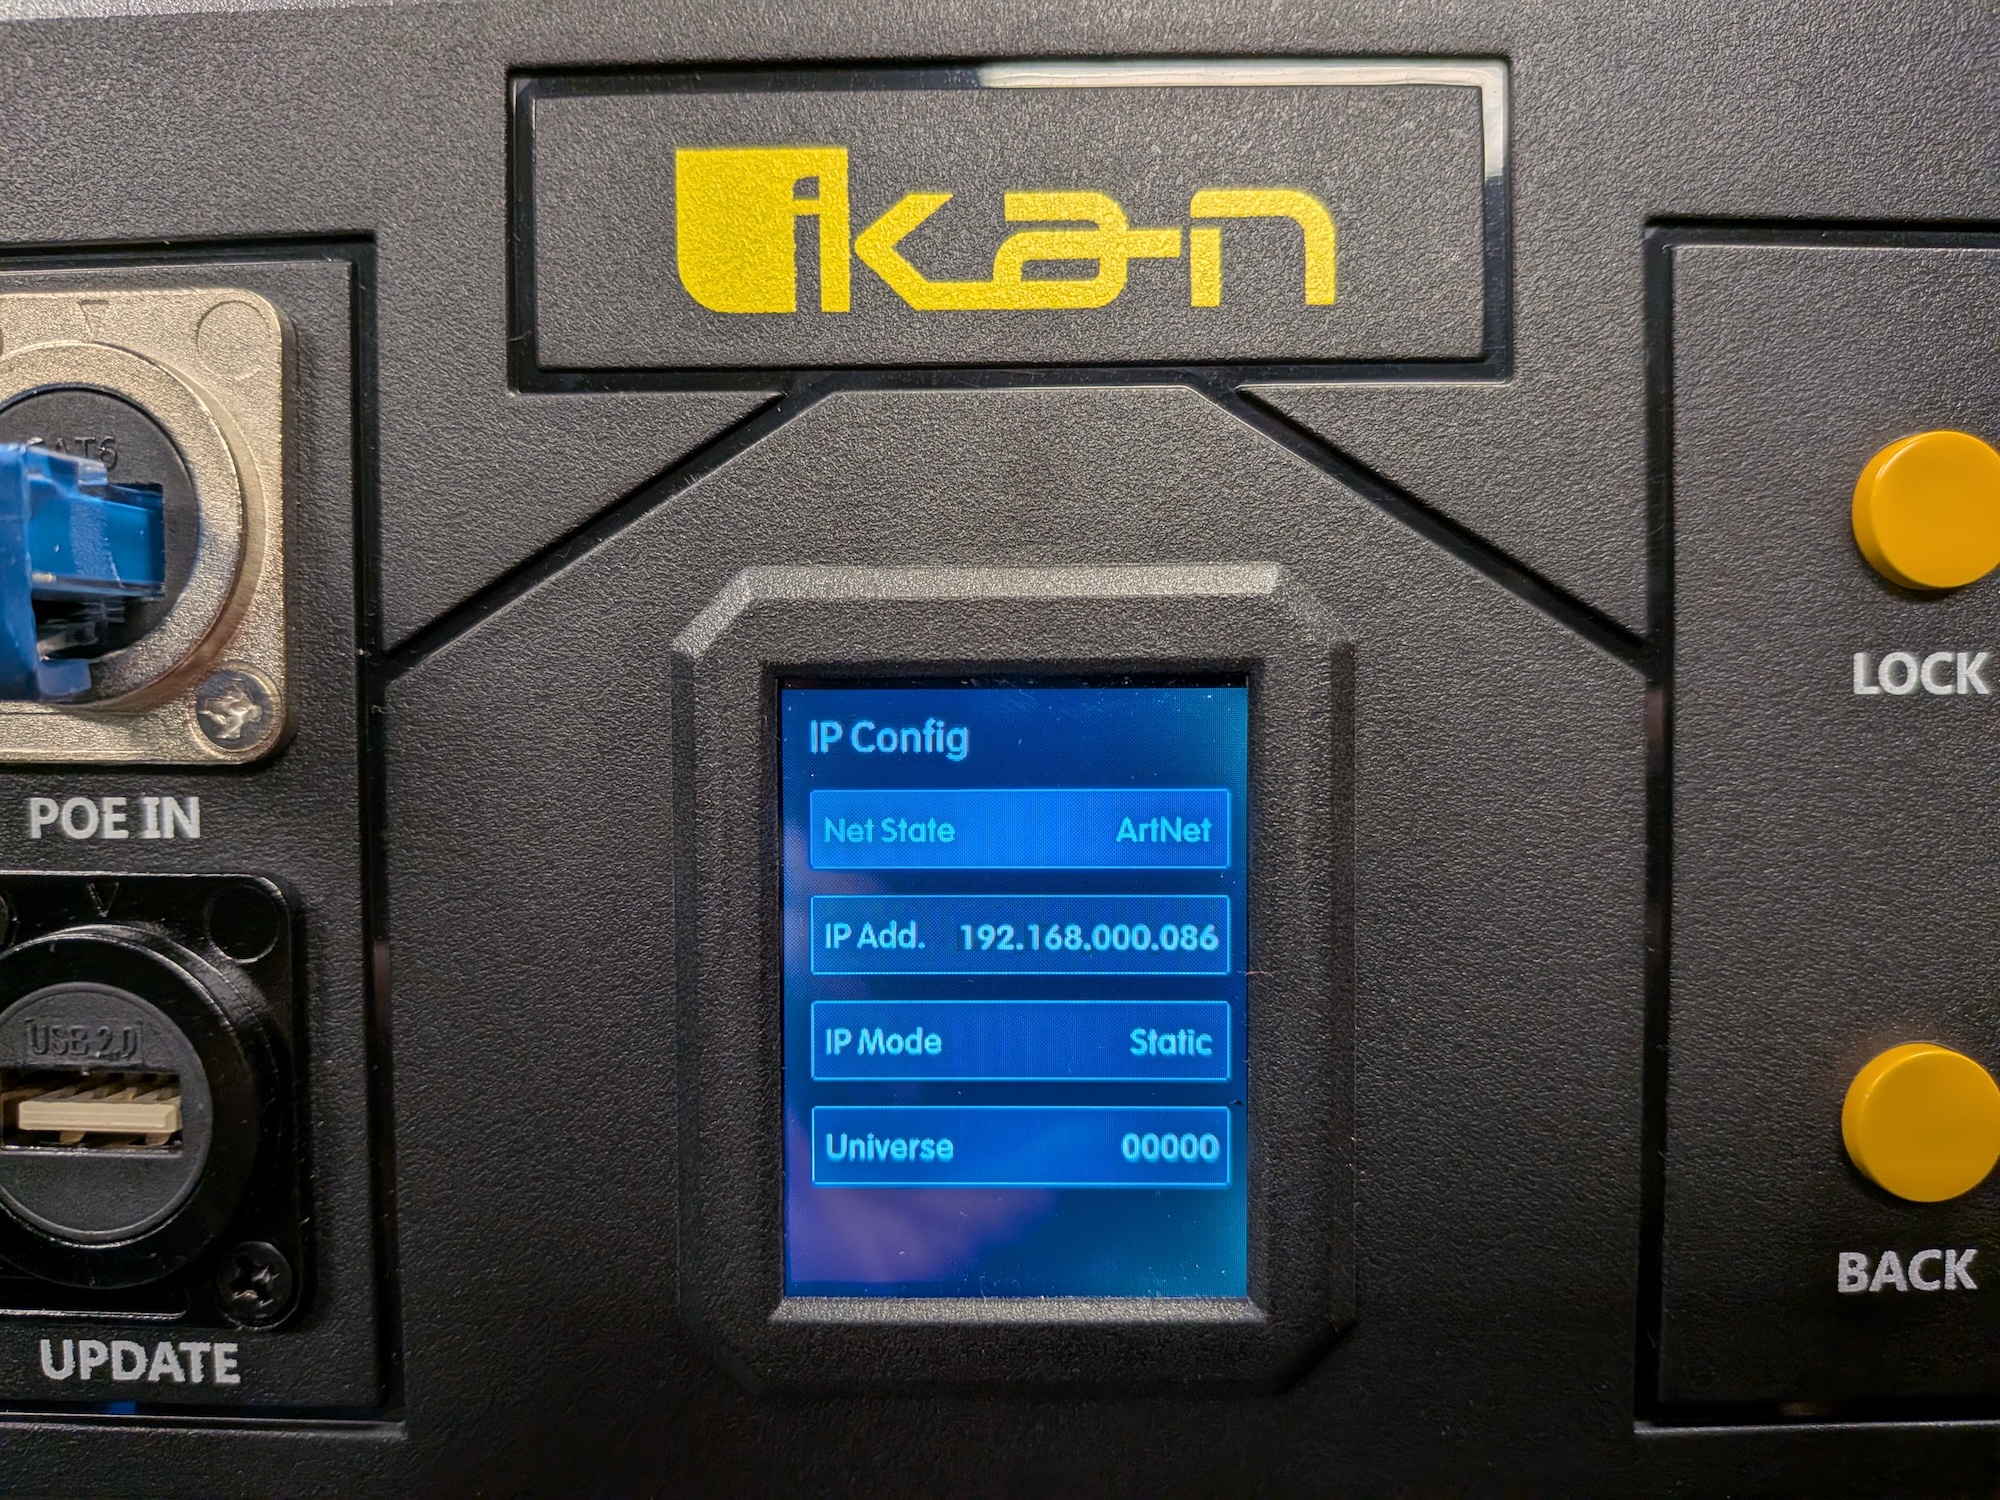 ikan
CAT6
POE IN
USB 2.0
UPDATE
IP Config
Net State ArtNet
IP Add. 192.168.000.086
IP Mode Static
Universe 00000
LOCK
BACK